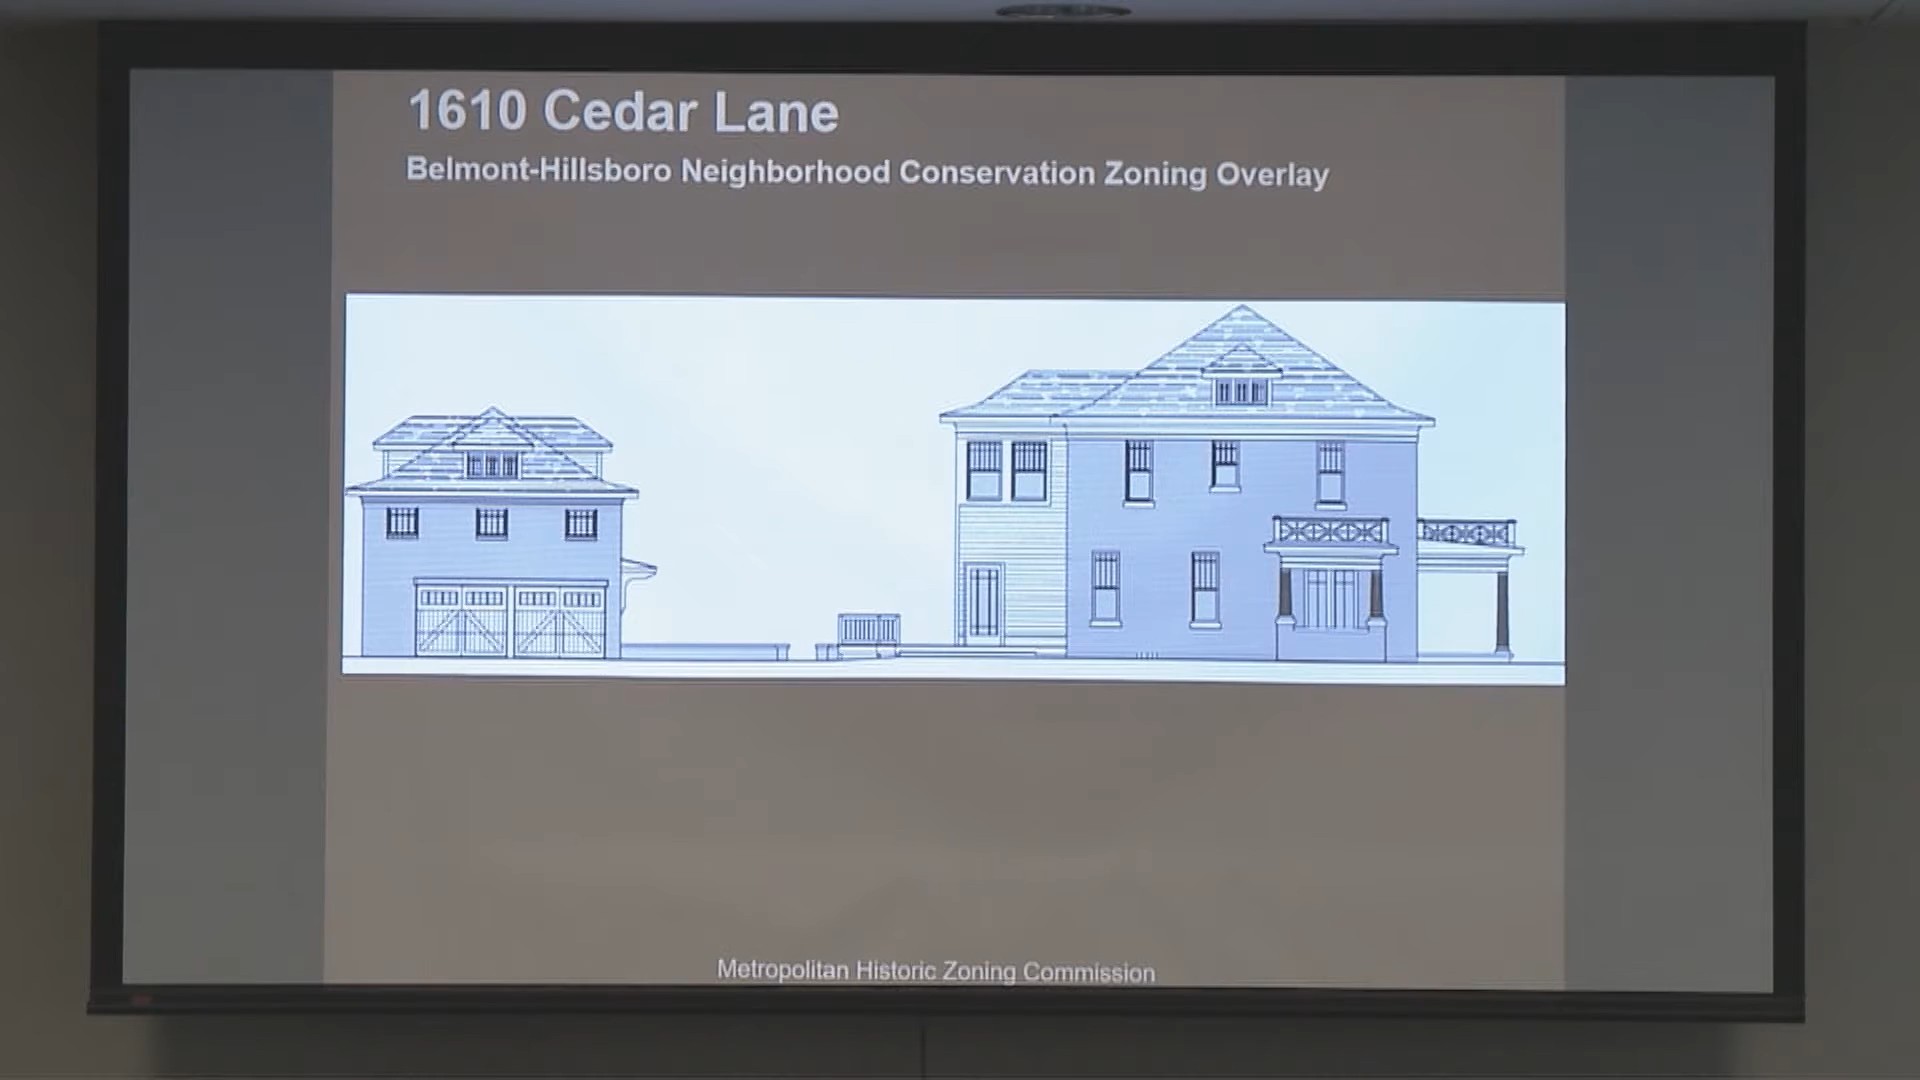 1610 Cedar Lane
Belmont-Hillsboro Neighborhood Conservation Zoning Overlay
Metropolitan Historic Zoning Commission